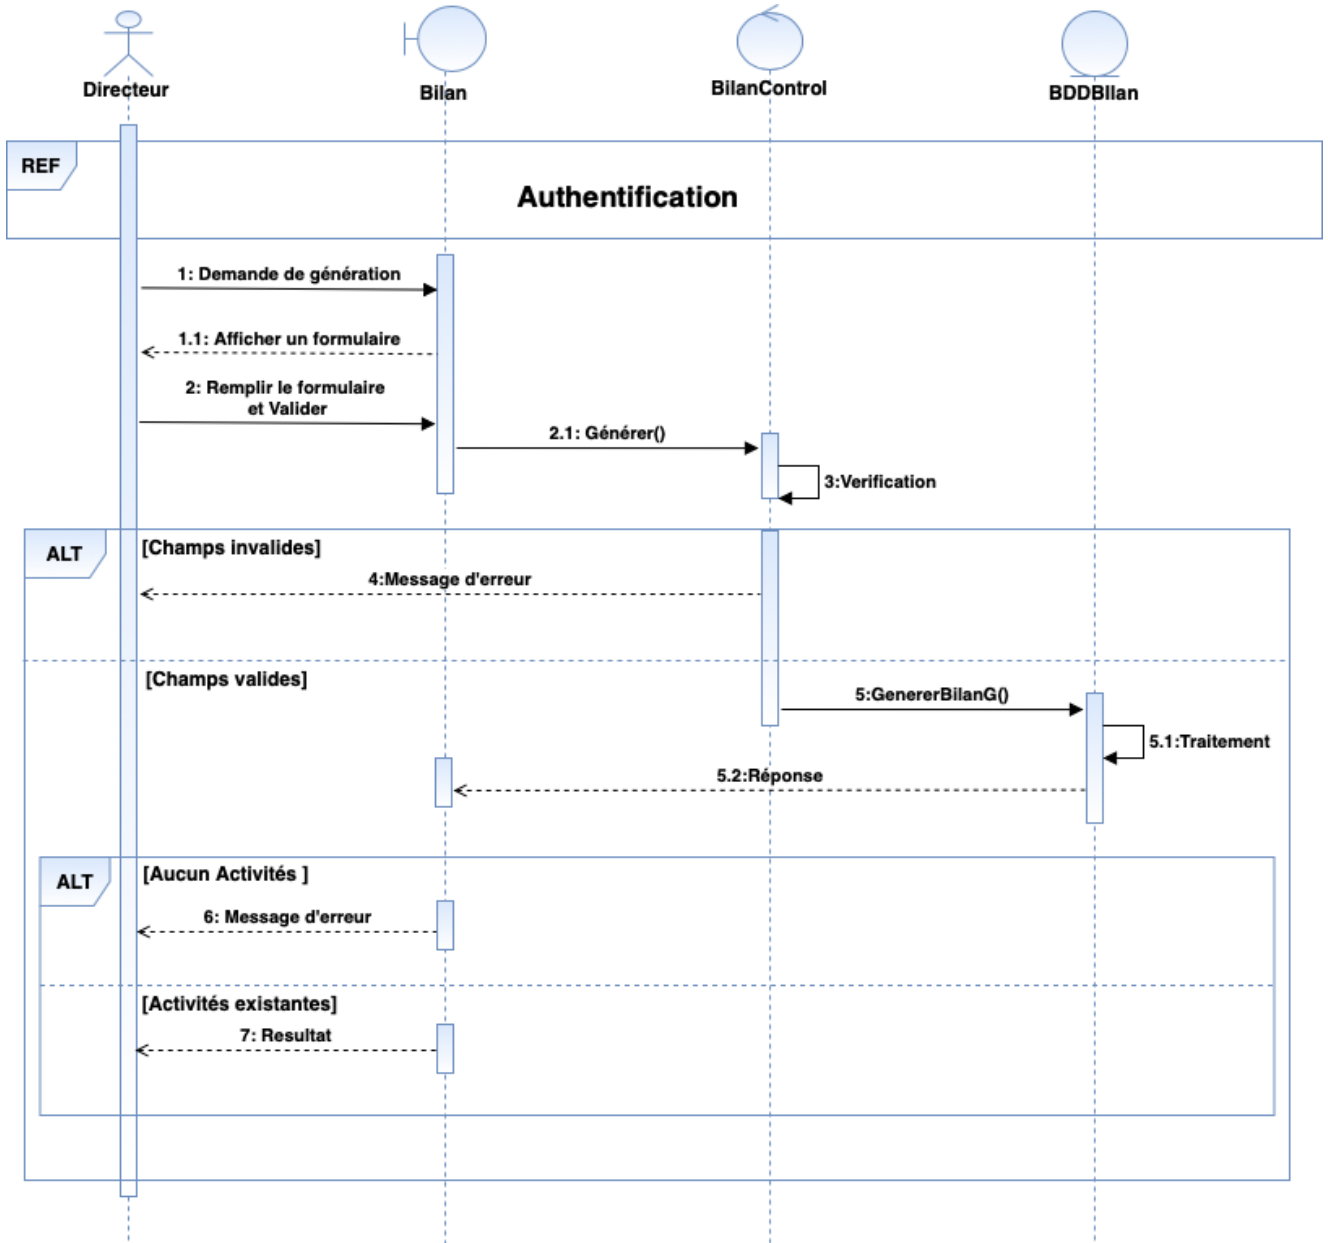 Directeur
Bilan
BilanControl
BDDBIlan
REF
Authentification
1: Demande de génération
1.1: Afficher un formulaire
2: Remplir le formulaire
et Valider
2.1: Générer()
3:Verification
ALT
[Champs invalides]
4:Message d'erreur
[Champs valides]
5:GenererBilanG()
5.1:Traitement
5.2:Réponse
ALT
[Aucun Activités ]
6: Message d'erreur
[Activités existantes]
7: Resultat